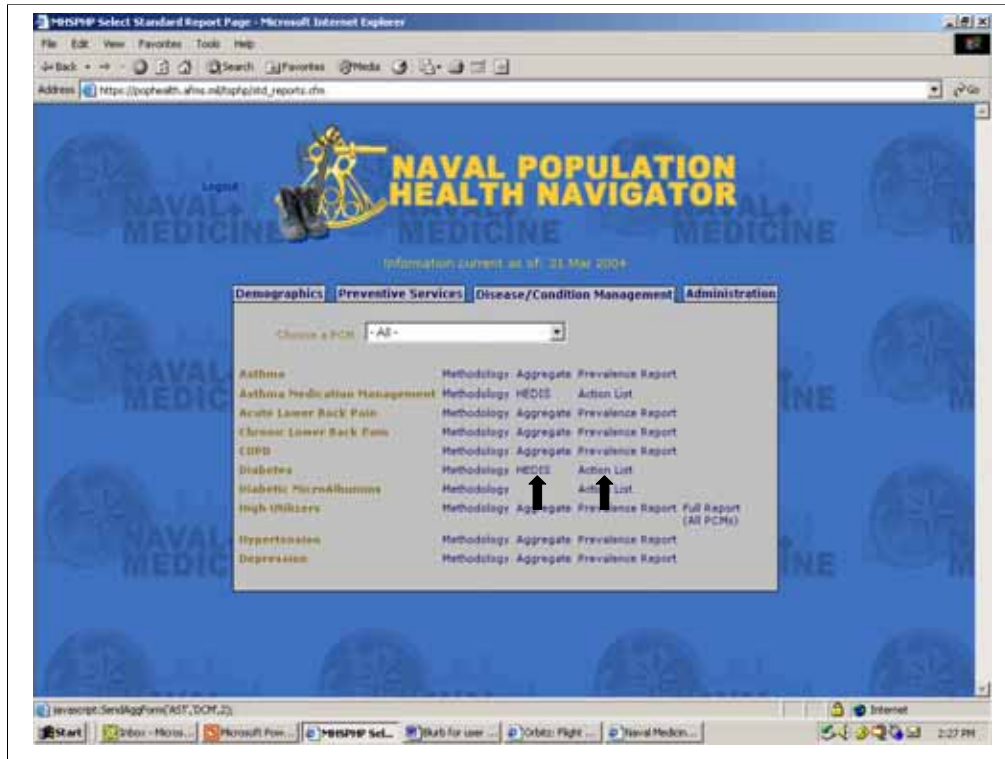 MHSPHP Select Standard Report Page - Microsoft Internet Explorer
File Edit View Favorites Tools Help
Back Search Favorites Media
Address https://pophealth.afms.mil/tsphp/std_reports.cfm Go
NAVAL POPULATION
HEALTH NAVIGATOR
Logout
NAVAL MEDICINE
Information current as of: 31 Mar 2004
Demographics Preventive Services Disease/Condition Management Administration
Choose a PCM - All -
Asthma Methodology Aggregate Prevalence Report
Asthma Medication Management Methodology HEDIS Action List
Acute Lower Back Pain Methodology Aggregate Prevalence Report
Chronic Lower Back Pain Methodology Aggregate Prevalence Report
COPD Methodology Aggregate Prevalence Report
Diabetes Methodology HEDIS Action List
Diabetic MicroAlbumins Methodology Action List
High Utilizers Methodology Aggregate Prevalence Report Full Report
(All PCMs)
Hypertension Methodology Aggregate Prevalence Report
Depression Methodology Aggregate Prevalence Report
javascript:SendAggForm('AST','DCM',2); Internet
Start Inbox - Micros... Microsoft Pow... MHSPHP Sel... Blurb for user ... Orbitz: Flight ... Naval Medicin... 2:27 PM